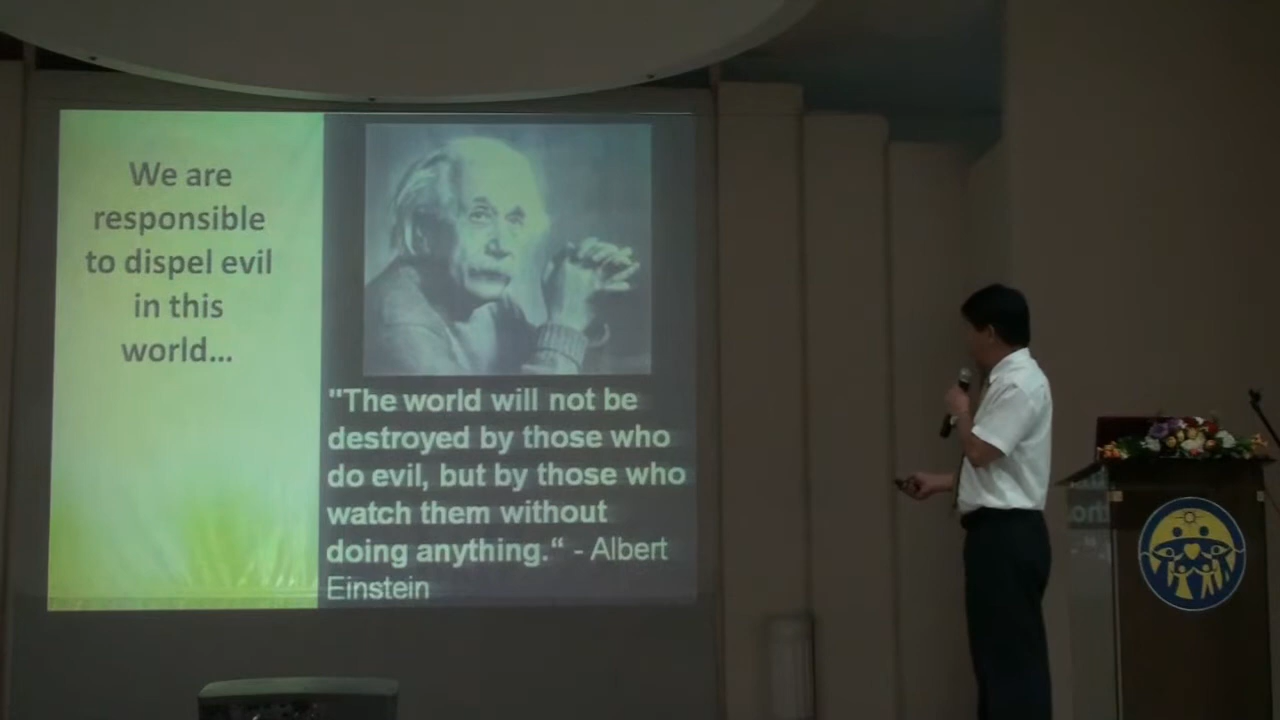 We are
responsible
to dispel evil
in this
world...
"The world will not be
destroyed by those who
do evil, but by those who
watch them without
doing anything.“ - Albert
Einstein